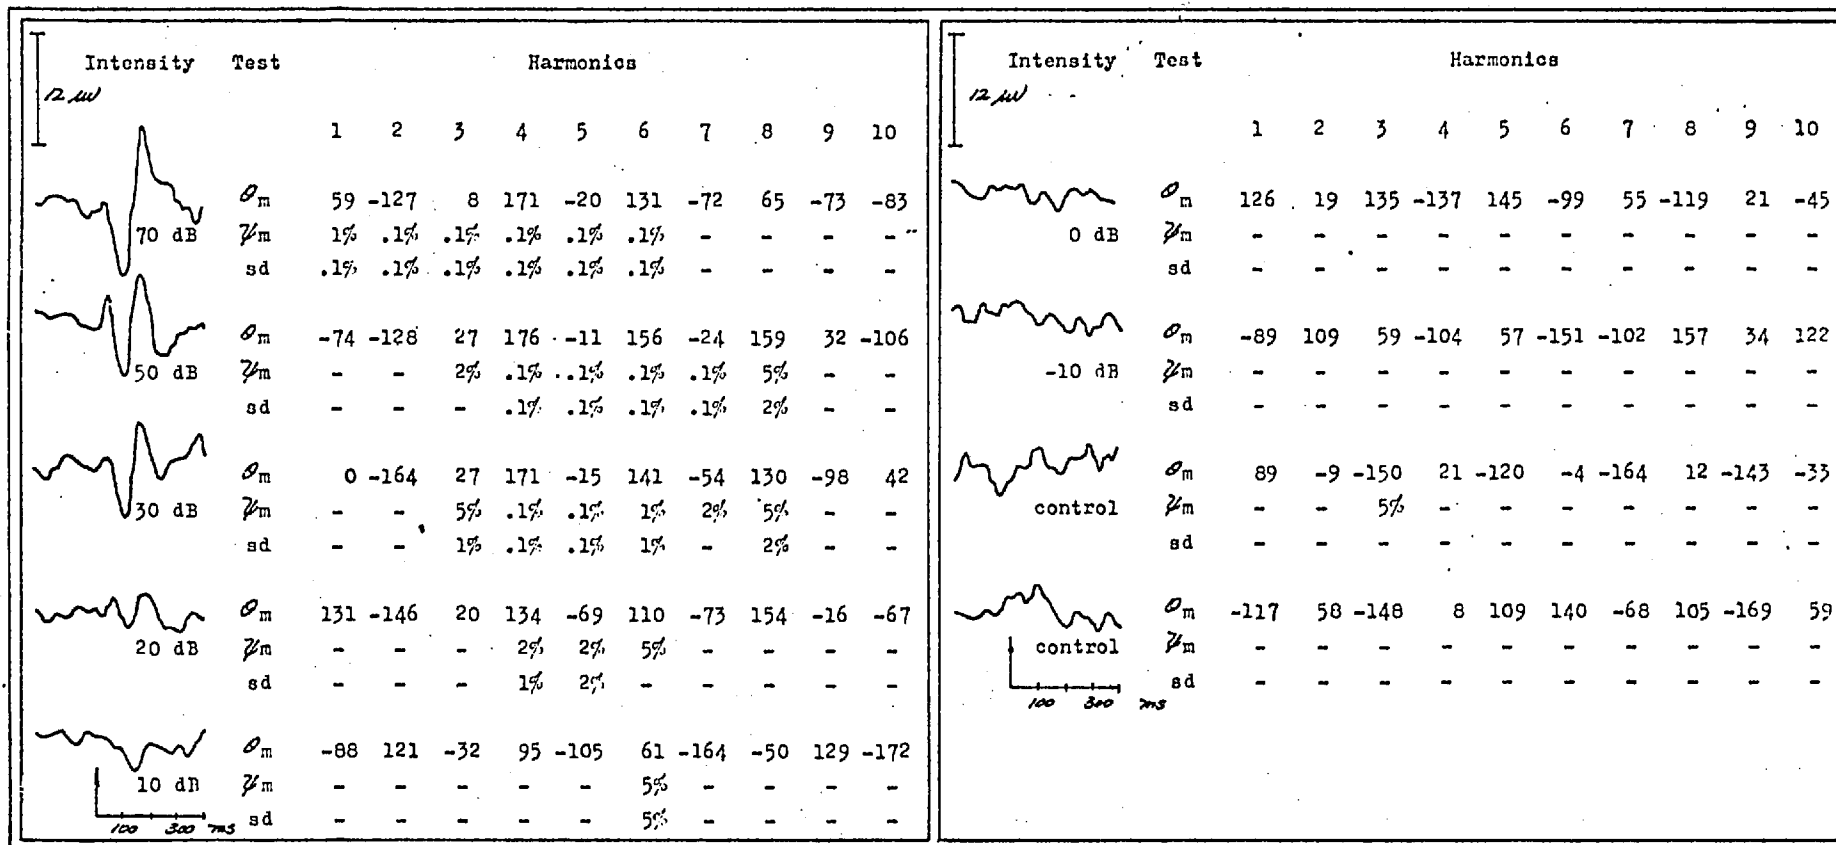 Intensity Test Harmonics
12 μv
1 2 3 4 5 6 7 8 9 10
θm 59 -127 8 171 -20 131 -72 65 -73 -83
70 dB ψm 1% .1% .1% .1% .1% .1% - - - -
sd .1% .1% .1% .1% .1% .1% - - - -
θm -74 -128 27 176 -11 156 -24 159 32 -106
50 dB ψm - - 2% .1% .1% .1% .1% 5% - -
sd - - - .1% .1% .1% .1% 2% - -
θm 0 -164 27 171 -15 141 -54 130 -98 42
30 dB ψm - - 5% .1% .1% 1% 2% 5% - -
sd - - 1% .1% .1% 1% - 2% - -
θm 131 -146 20 134 -69 110 -73 154 -16 -67
20 dB ψm - - - 2% 2% 5% - - - -
sd - - - 1% 2% - - - - -
θm -88 121 -32 95 -105 61 -164 -50 129 -172
10 dB ψm - - - - - 5% - - - -
sd - - - - - 5% - - - -
100 300 ms
Intensity Test Harmonics
12 μv
1 2 3 4 5 6 7 8 9 10
θm 126 19 135 -137 145 -99 55 -119 21 -45
0 dB ψm - - - - - - - - - -
sd - - - - - - - - - -
θm -89 109 59 -104 57 -151 -102 157 34 122
-10 dB ψm - - - - - - - - - -
sd - - - - - - - - - -
θm 89 -9 -150 21 -120 -4 -164 12 -143 -33
control ψm - - 5% - - - - - - -
sd - - - - - - - - - -
θm -117 58 -148 8 109 140 -68 105 -169 59
control ψm - - - - - - - - - -
sd - - - - - - - - - -
100 300 ms